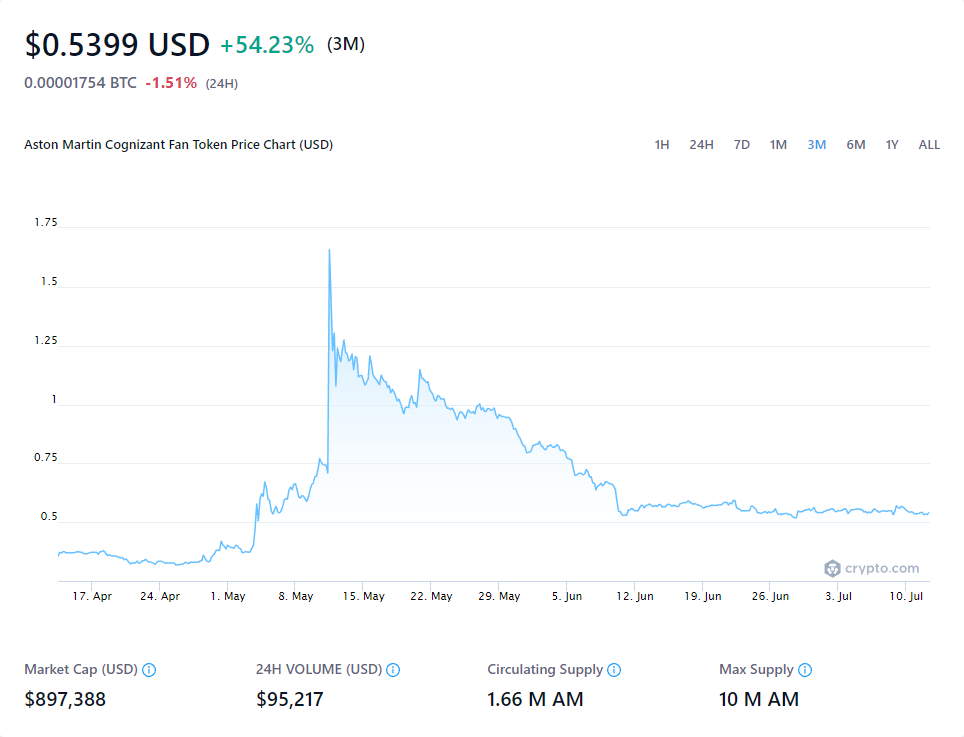 $0.5399 USD +54.23% (3M)
0.00001754 BTC -1.51% (24H)
Aston Martin Cognizant Fan Token Price Chart (USD) 1H 24H 7D 1M 3M 6M 1Y ALL
1.75
1.5
1.25
1
0.75
0.5
crypto.com
17. Apr 24. Apr 1. May 8. May 15. May 22. May 29. May 5. Jun 12. Jun 19. Jun 26. Jun 3. Jul 10. Jul
Market Cap (USD) 24H VOLUME (USD) Circulating Supply Max Supply
$897,388 $95,217 1.66 M AM 10 M AM